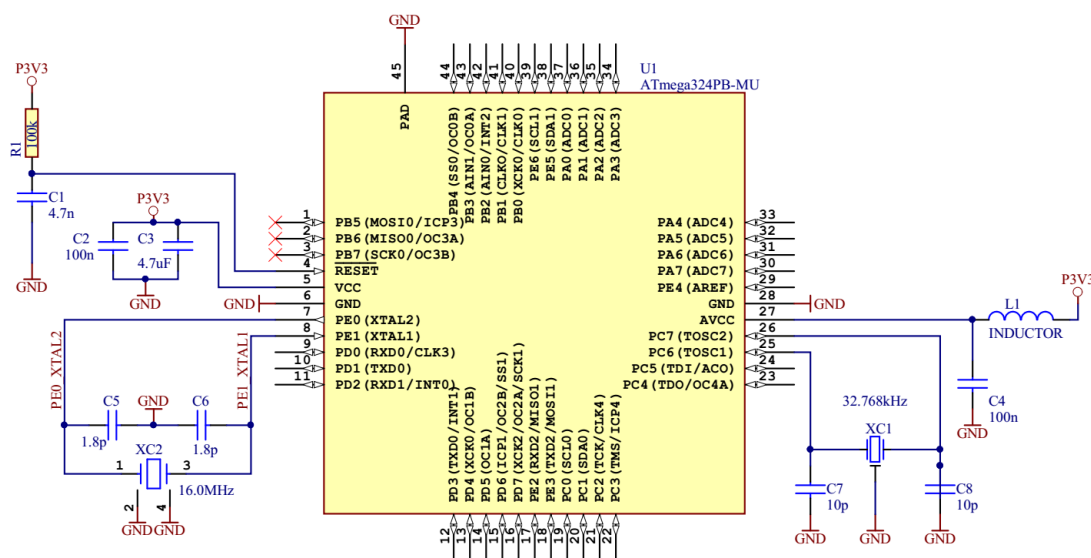 GND
45
PAD
44
43
42
41
40
39
38
37
36
35
34
PB4 (SS0/OC0B)
PB3 (AIN1/OC0A)
PB2 (AIN0/INT2)
PB1 (CLKO/CLK1)
PB0 (XCK0/CLK0)
PE6 (SCL1)
PE5 (SDA1)
PA0 (ADC0)
PA1 (ADC1)
PA2 (ADC2)
PA3 (ADC3)
U1
ATmega324PB-MU
P3V3
R1
100k
C1
4.7n
GND
P3V3
C2
100n
C3
4.7uF
GND
1 PB5 (MOSI0/ICP3)
2 PB6 (MISO0/OC3A)
3 PB7 (SCK0/OC3B)
4 RESET
5 VCC
GND 6 GND
7 PE0 (XTAL2)
8 PE1 (XTAL1)
9 PD0 (RXD0/CLK3)
10 PD1 (TXD0)
11 PD2 (RXD1/INT0)
PA4 (ADC4) 33
PA5 (ADC5) 32
PA6 (ADC6) 31
PA7 (ADC7) 30
PE4 (AREF) 29
GND 28 GND
AVCC 27
PC7 (TOSC2) 26
PC6 (TOSC1) 25
PC5 (TDI/ACO) 24
PC4 (TDO/OC4A) 23
P3V3
L1
INDUCTOR
C4
100n
GND
PE0 XTAL2
PE1 XTAL1
GND
C5
1.8p
C6
1.8p
XC2
1
3
16.0MHz
2
4
GND
GND
PD3 (TXD0/INT1)
PD4 (XCK0/OC1B)
PD5 (OC1A)
PD6 (ICP1/OC2B/SS1)
PD7 (XCK2/OC2A/SCK1)
PE2 (RXD2/MISO1)
PE3 (TXD2/MOSI1)
PC0 (SCL0)
PC1 (SDA0)
PC2 (TCK/CLK4)
PC3 (TMS/ICP4)
12
13
14
15
16
17
18
19
20
21
22
32.768kHz
XC1
C7
10p
C8
10p
GND
GND
GND